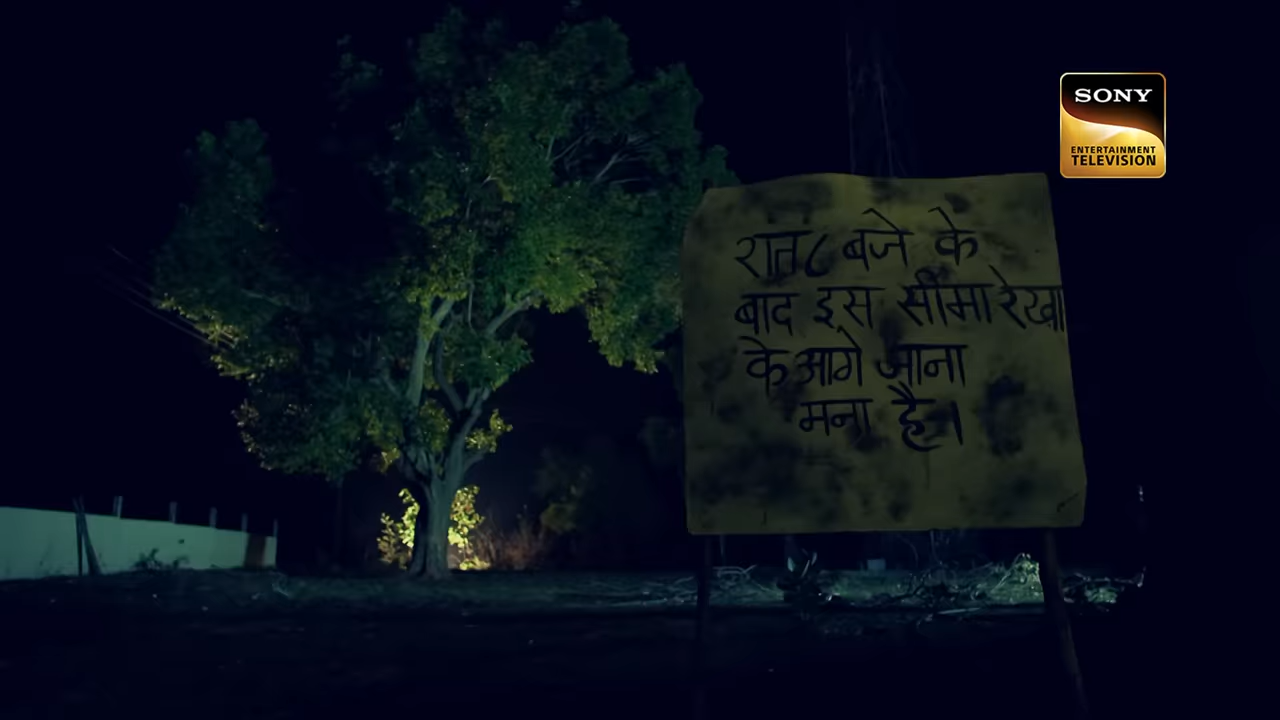 SONY
ENTERTAINMENT
TELEVISION
रात ८ बजे के
बाद इस सीमा रेखा
के आगे जाना
मना है।